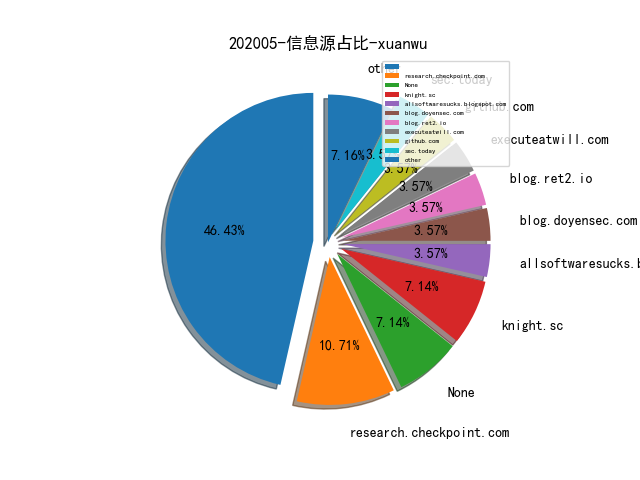 202005-信息源占比-xuanwu
other
sec.today
github.com
executeatwill.com
blog.ret2.io
blog.doyensec.com
allsoftwaresucks.b
knight.sc
None
research.checkpoint.com
46.43%
10.71%
7.14%
7.14%
3.57%
3.57%
3.57%
3.57%
3.57%
3.5
7.16%
research.checkpoint.com
None
knight.sc
allsoftwaresucks.blogspot.com
blog.doyensec.com
blog.ret2.io
executeatwill.com
github.com
sec.today
other